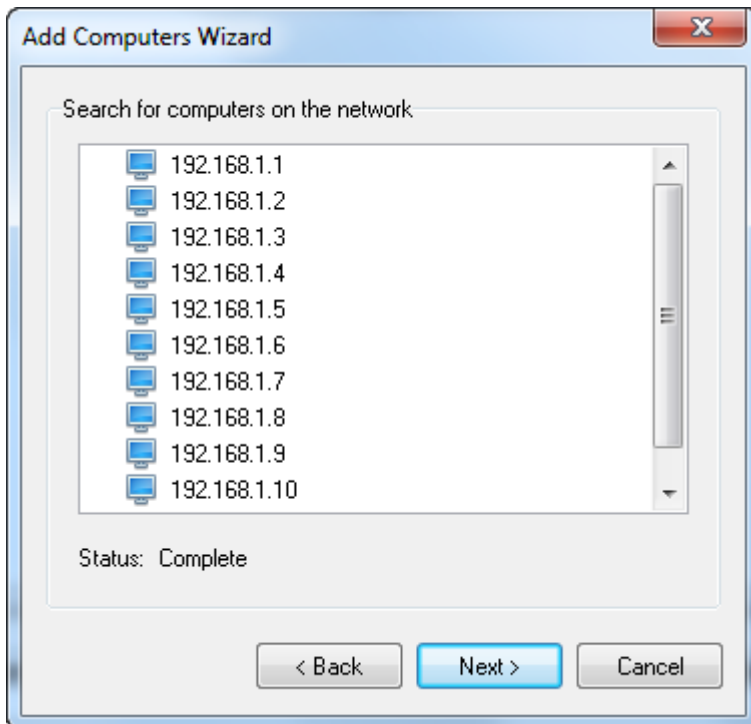 Add Computers Wizard
Search for computers on the network
192.168.1.1
192.168.1.2
192.168.1.3
192.168.1.4
192.168.1.5
192.168.1.6
192.168.1.7
192.168.1.8
192.168.1.9
192.168.1.10
Status: Complete
< Back Next > Cancel